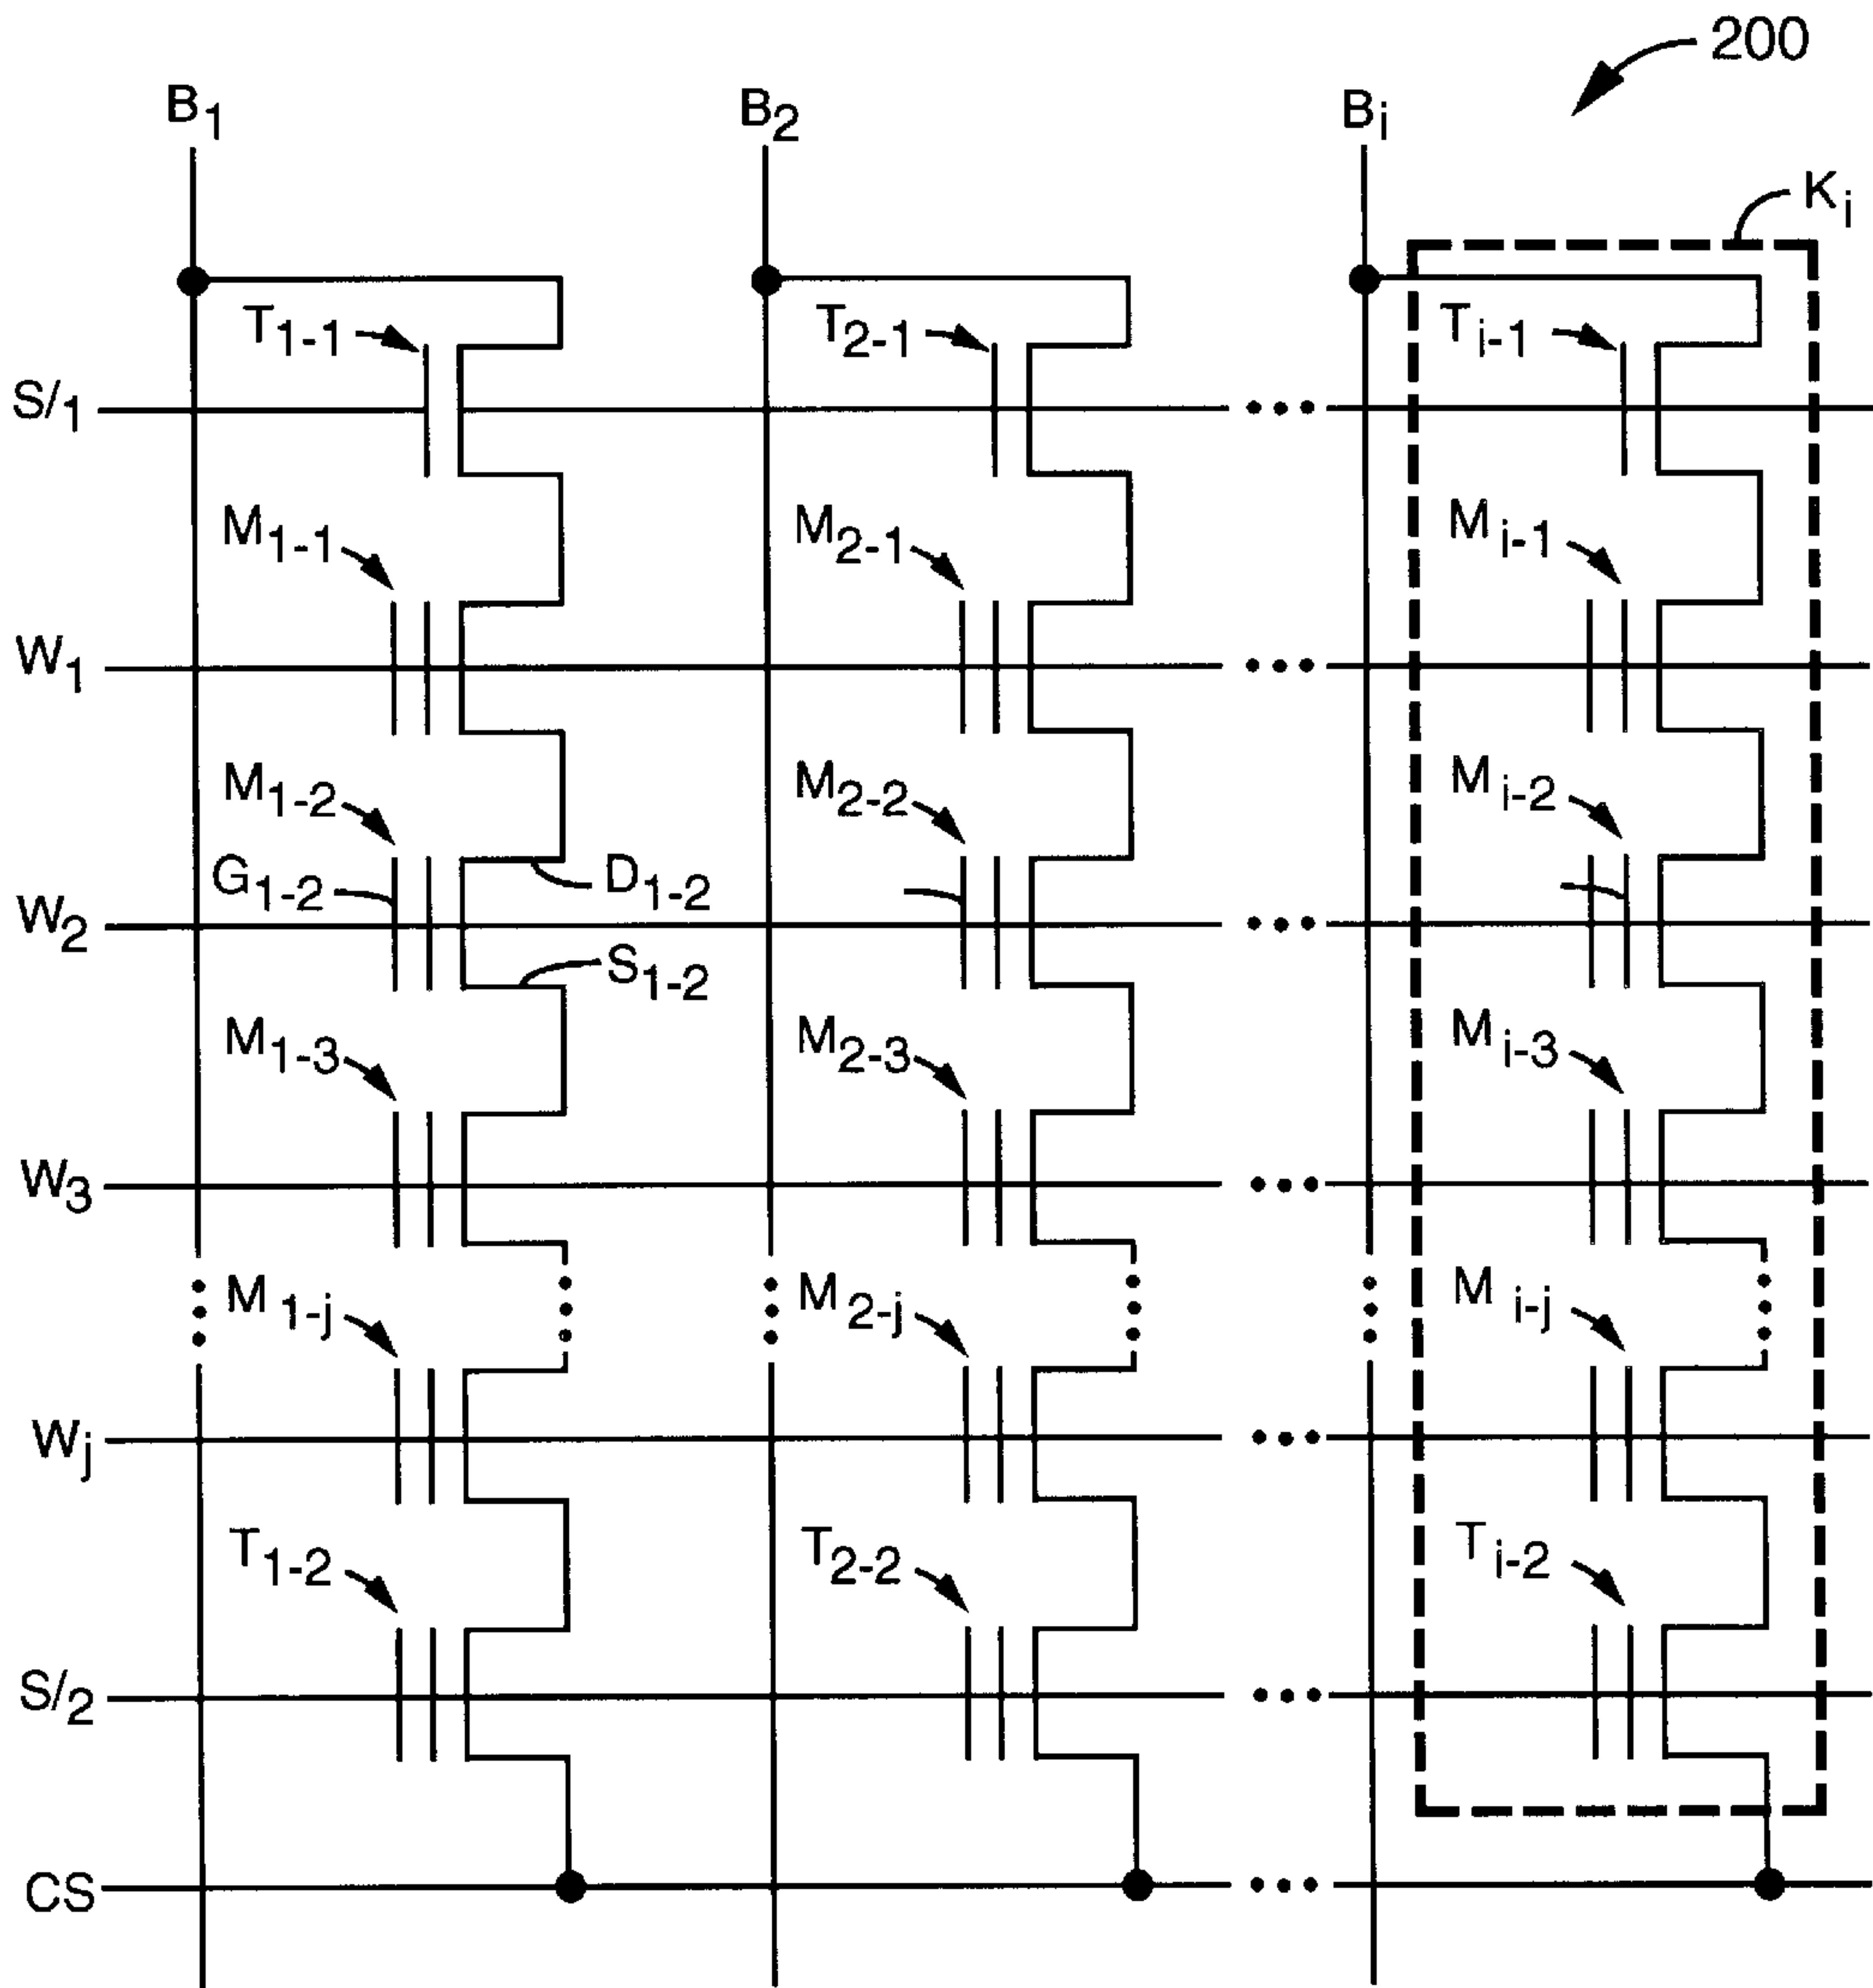 200
B1 B2 Bi
Ki
T1-1 T2-1 Ti-1
S/1
M1-1 M2-1 Mi-1
W1
M1-2 M2-2 Mi-2
G1-2 D1-2
W2
S1-2
M1-3 M2-3 Mi-3
W3
M1-j M2-j Mi-j
Wj
T1-2 T2-2 Ti-2
S/2
CS